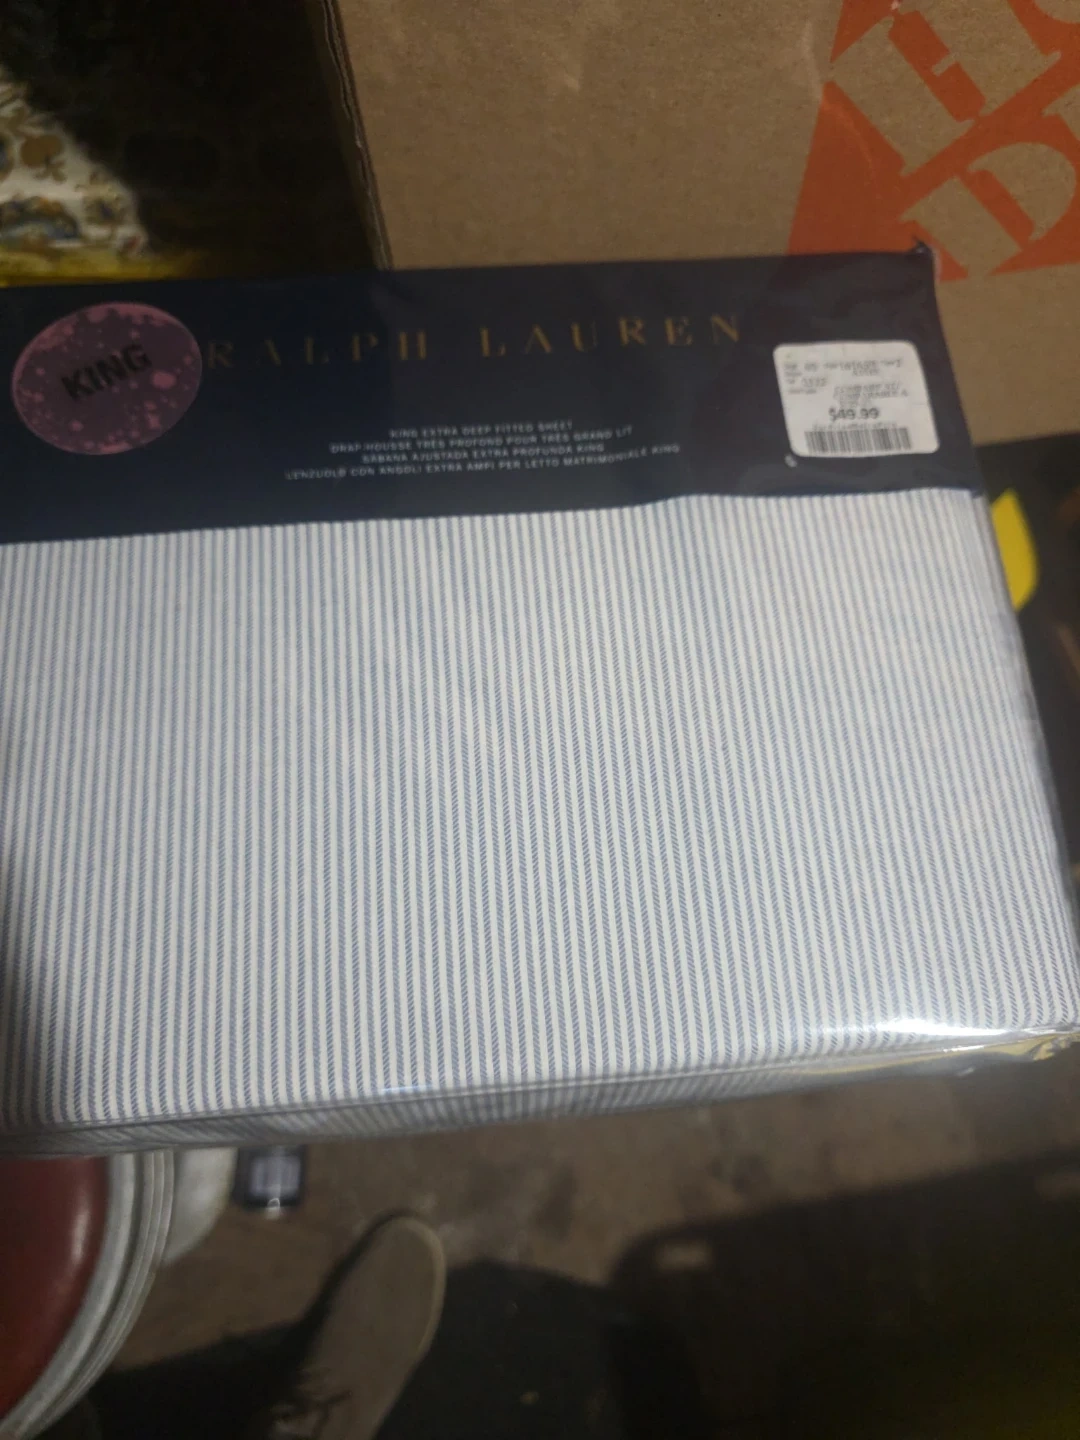 KING
RALPH LAUREN
KING EXTRA DEEP FITTED SHEET
DRAP-HOUSSE TRÈS PROFOND POUR TRÈS GRAND LIT
SÁBANA AJUSTADA EXTRA PROFUNDA KING
LENZUOLO CON ANGOLI EXTRA AMPI PER LETTO MATRIMONIALE KING
$49.99